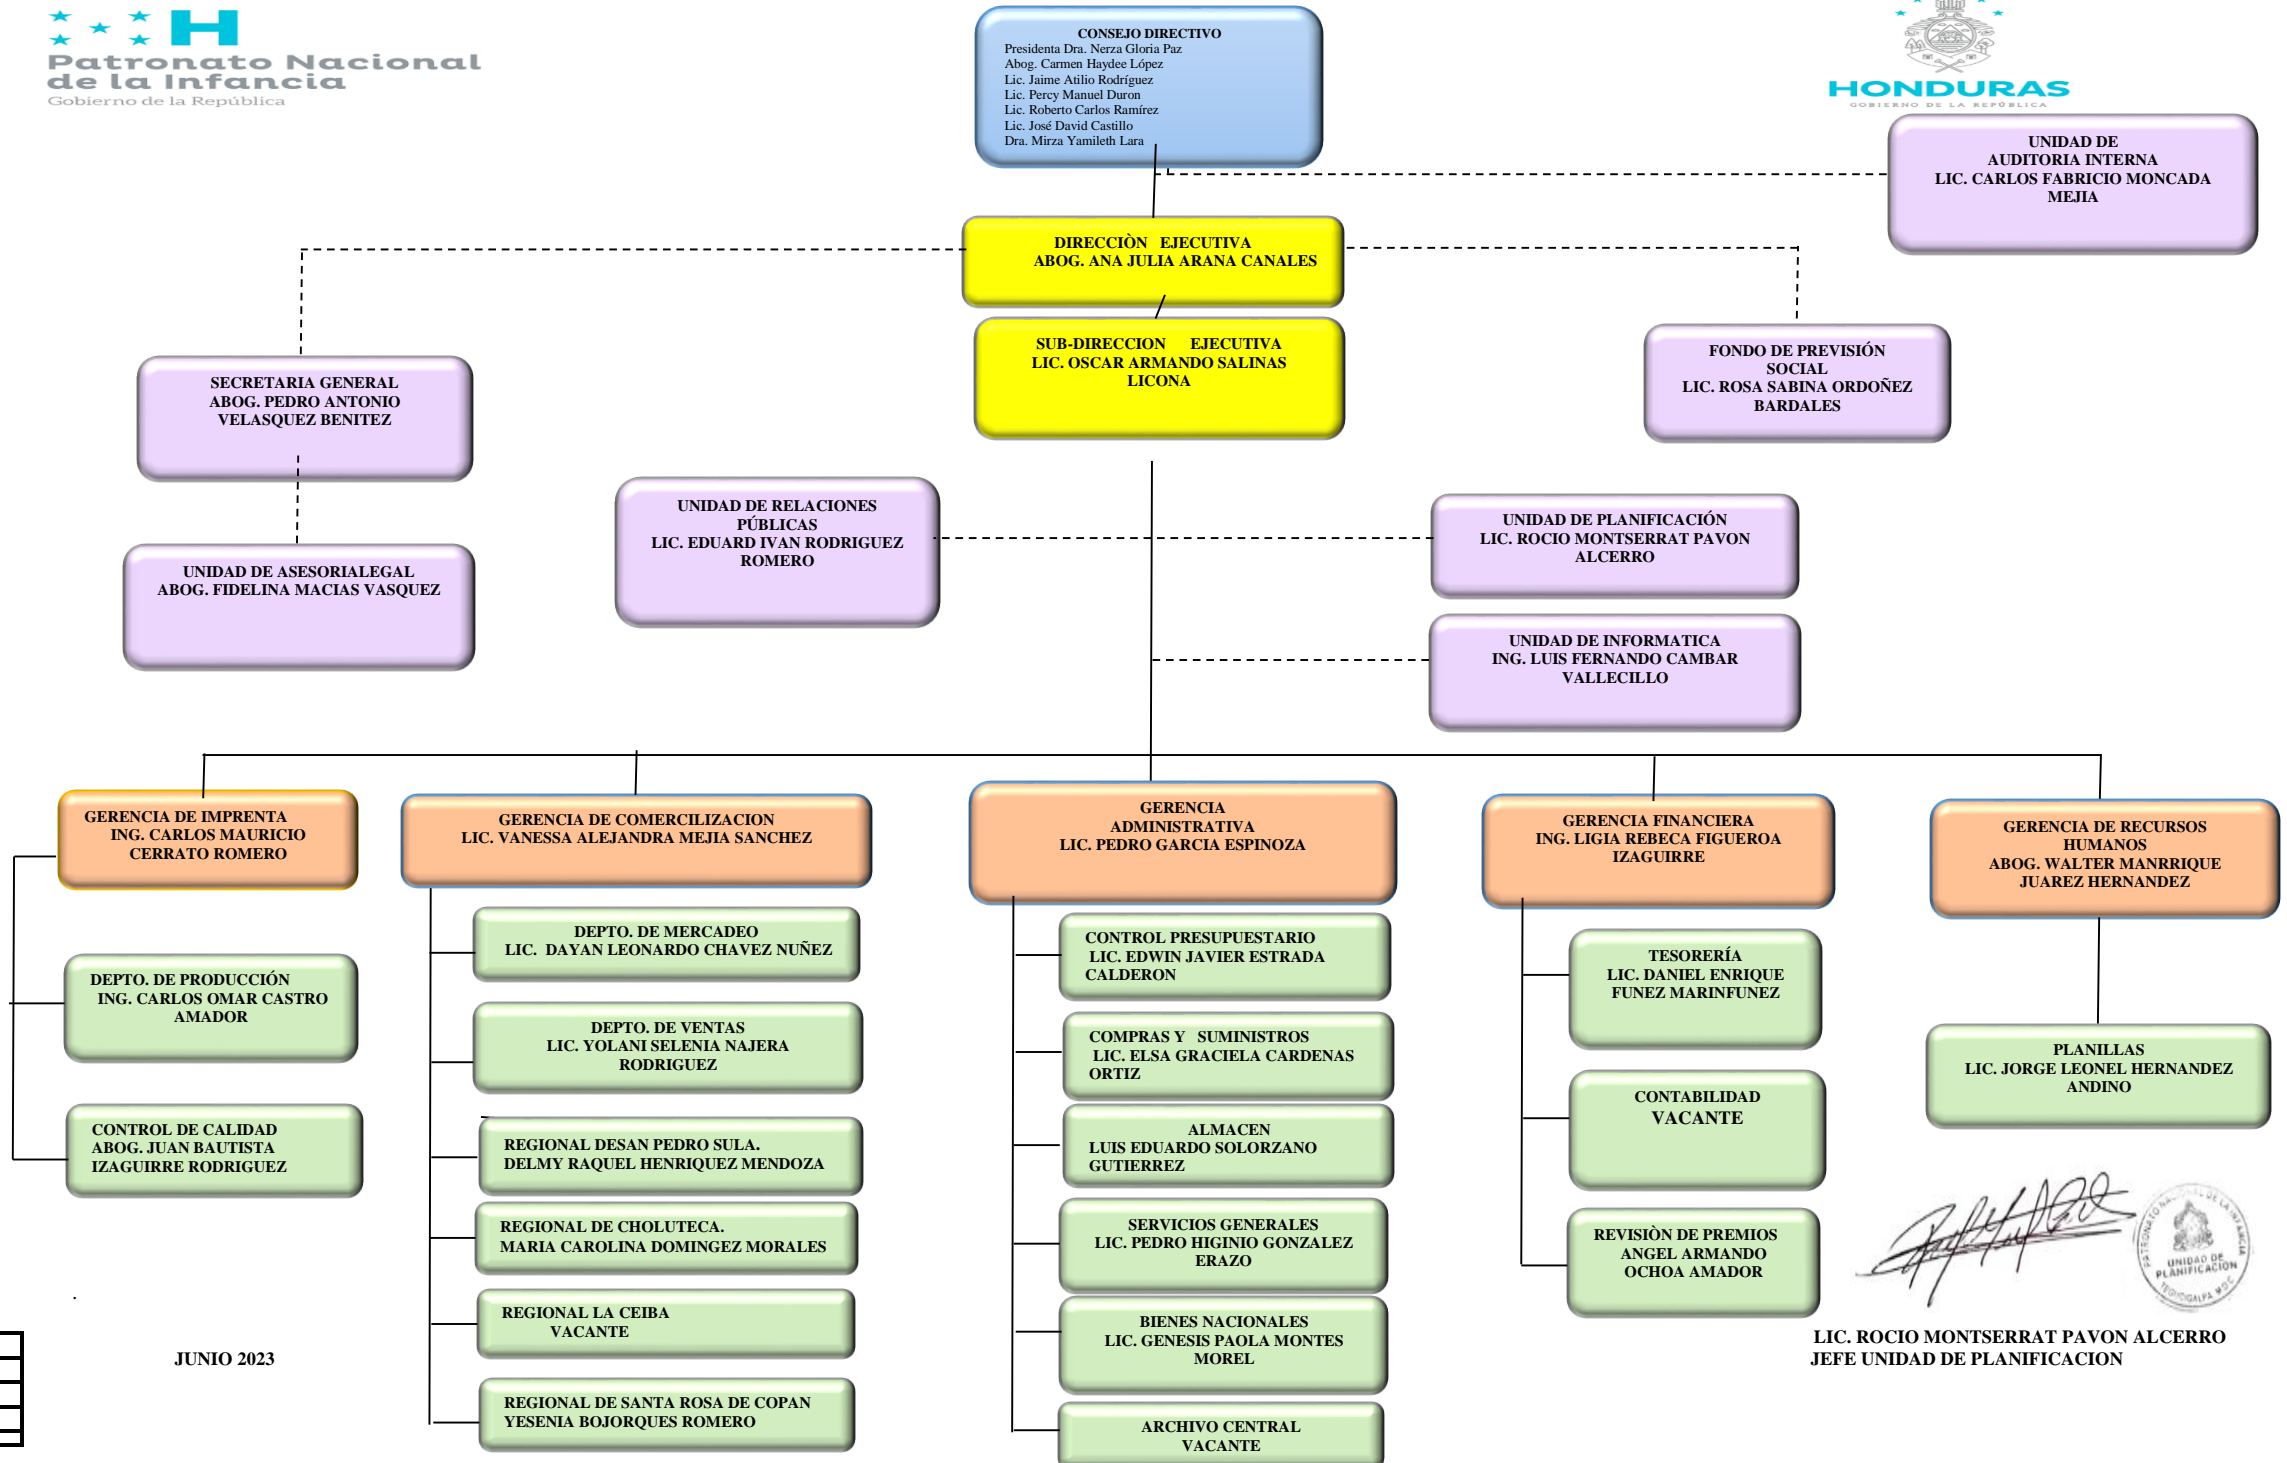 Patronato Nacional
de la Infancia
Gobierno de la República
CONSEJO DIRECTIVO
Presidenta Dra. Nerza Gloria Paz
Abog. Carmen Haydee López
Lic. Jaime Atilio Rodríguez
Lic. Percy Manuel Duron
Lic. Roberto Carlos Ramírez
Lic. José David Castillo
Dra. Mirza Yamileth Lara
HONDURAS
GOBIERNO DE LA REPÚBLICA
UNIDAD DE
AUDITORIA INTERNA
LIC. CARLOS FABRICIO MONCADA
MEJIA
DIRECCIÒN EJECUTIVA
ABOG. ANA JULIA ARANA CANALES
SUB-DIRECCION EJECUTIVA
LIC. OSCAR ARMANDO SALINAS
LICONA
SECRETARIA GENERAL
ABOG. PEDRO ANTONIO
VELASQUEZ BENITEZ
FONDO DE PREVISIÓN
SOCIAL
LIC. ROSA SABINA ORDOÑEZ
BARDALES
UNIDAD DE ASESORIALEGAL
ABOG. FIDELINA MACIAS VASQUEZ
UNIDAD DE RELACIONES
PÚBLICAS
LIC. EDUARD IVAN RODRIGUEZ
ROMERO
UNIDAD DE PLANIFICACIÓN
LIC. ROCIO MONTSERRAT PAVON
ALCERRO
UNIDAD DE INFORMATICA
ING. LUIS FERNANDO CAMBAR
VALLECILLO
GERENCIA DE IMPRENTA
ING. CARLOS MAURICIO
CERRATO ROMERO
DEPTO. DE PRODUCCIÓN
ING. CARLOS OMAR CASTRO
AMADOR
CONTROL DE CALIDAD
ABOG. JUAN BAUTISTA
IZAGUIRRE RODRIGUEZ
GERENCIA DE COMERCILIZACION
LIC. VANESSA ALEJANDRA MEJIA SANCHEZ
DEPTO. DE MERCADEO
LIC. DAYAN LEONARDO CHAVEZ NUÑEZ
DEPTO. DE VENTAS
LIC. YOLANI SELENIA NAJERA
RODRIGUEZ
REGIONAL DESAN PEDRO SULA.
DELMY RAQUEL HENRIQUEZ MENDOZA
REGIONAL DE CHOLUTECA.
MARIA CAROLINA DOMINGEZ MORALES
REGIONAL LA CEIBA
VACANTE
REGIONAL DE SANTA ROSA DE COPAN
YESENIA BOJORQUES ROMERO
GERENCIA
ADMINISTRATIVA
LIC. PEDRO GARCIA ESPINOZA
CONTROL PRESUPUESTARIO
LIC. EDWIN JAVIER ESTRADA
CALDERON
COMPRAS Y SUMINISTROS
LIC. ELSA GRACIELA CARDENAS
ORTIZ
ALMACEN
LUIS EDUARDO SOLORZANO
GUTIERREZ
SERVICIOS GENERALES
LIC. PEDRO HIGINIO GONZALEZ
ERAZO
BIENES NACIONALES
LIC. GENESIS PAOLA MONTES
MOREL
ARCHIVO CENTRAL
VACANTE
GERENCIA FINANCIERA
ING. LIGIA REBECA FIGUEROA
IZAGUIRRE
TESORERÍA
LIC. DANIEL ENRIQUE
FUNEZ MARINFUNEZ
CONTABILIDAD
VACANTE
REVISIÒN DE PREMIOS
ANGEL ARMANDO
OCHOA AMADOR
GERENCIA DE RECURSOS
HUMANOS
ABOG. WALTER MANRRIQUE
JUAREZ HERNANDEZ
PLANILLAS
LIC. JORGE LEONEL HERNANDEZ
ANDINO
PATRONATO NACIONAL DE LA INFANCIA
UNIDAD DE
PLANIFICACION
TEGUCIGALPA M D C
.
JUNIO 2023
LIC. ROCIO MONTSERRAT PAVON ALCERRO
JEFE UNIDAD DE PLANIFICACION